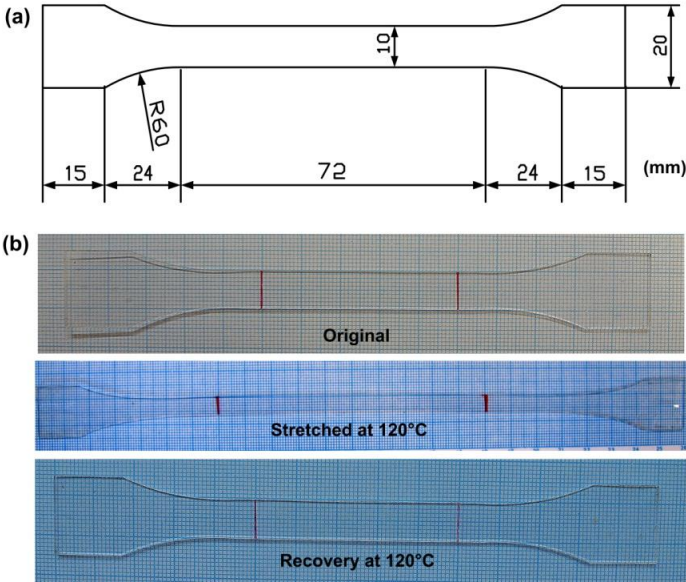 (a)
10
20
R60
15
24
72
24
15
(mm)
(b)
Original
Stretched at 120°C
Recovery at 120°C